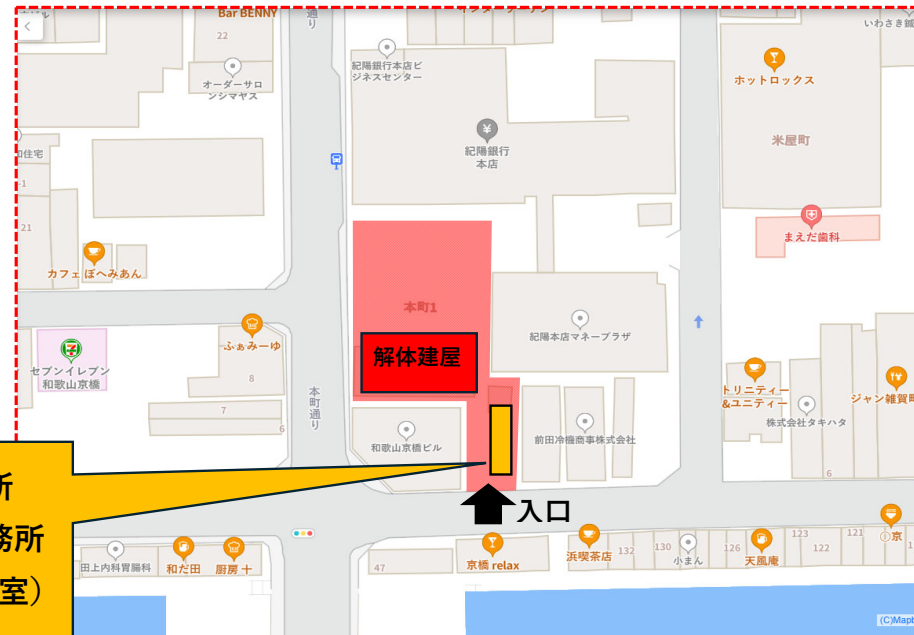 Bar BENNY
22
オーダーサロ
ンシマヤス
通り
紀陽銀行本店ビ
ジネスセンター
紀陽銀行
本店
いわさき鍼
ホットロックス
米屋町
まえだ歯科
住宅
21
カフェ ぽへみあん
本町1
解体建屋
紀陽本店マネープラザ
ふぁみーゆ
8
7
6
セブンイレブン
和歌山京橋
本町通り
和歌山京橋ビル
前田冷機商事株式会社
トリニティー
&ユニティー
株式会社タキハタ
ジャン雑賀町
6
所
務所
室）
入口
田上内科胃腸科
和だ田
厨房 十
47
京橋 relax
浜喫茶店
132
130
小まん
126
天風庵
123
122
121
京
(C)Mapb